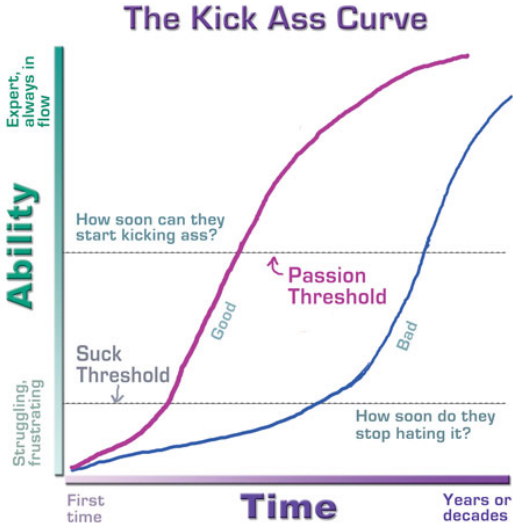 The Kick Ass Curve
Expert,
always in
flow
How soon can they
start kicking ass?
Ability
Passion
Threshold
Good
Bad
Suck
Threshold
Struggling,
frustrating
How soon do they
stop hating it?
First
time
Time
Years or
decades